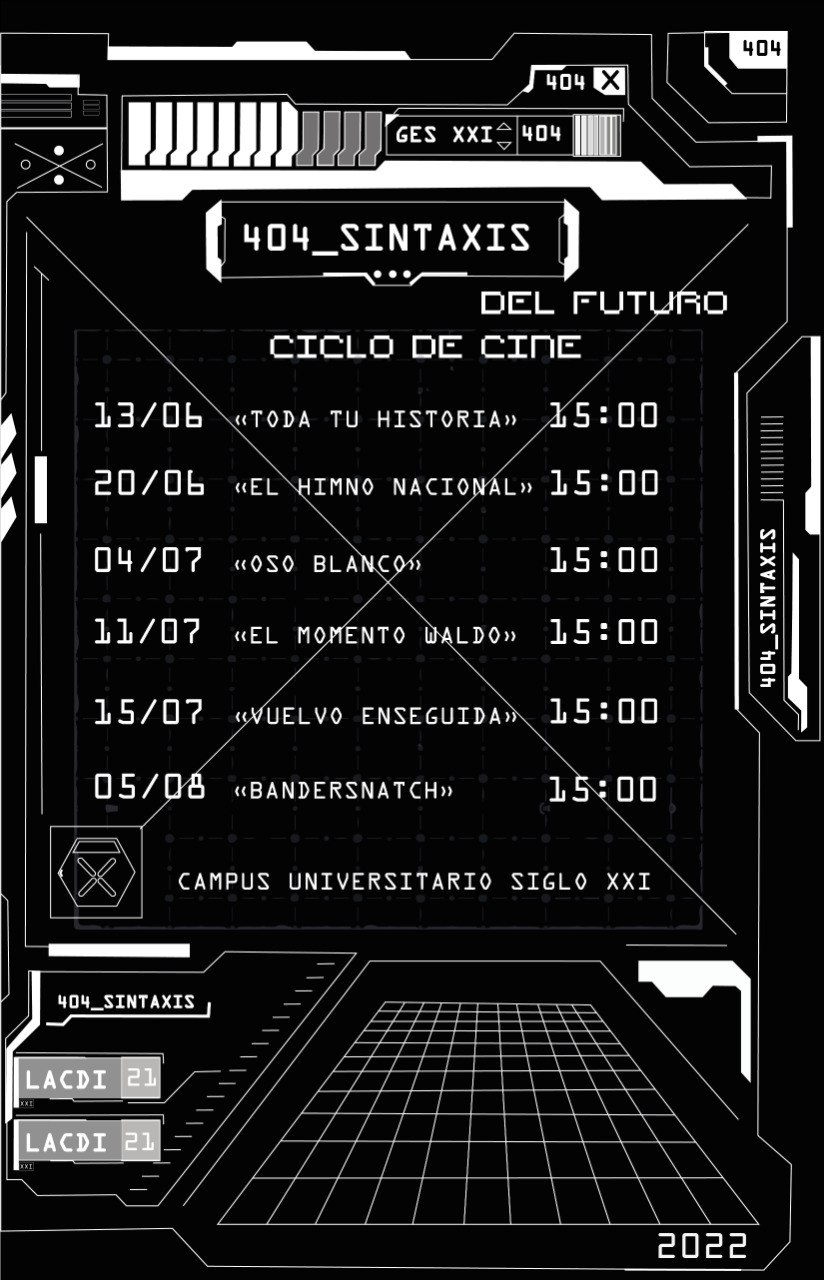 404
404 X
GES XXI 404
404_SINTAXIS
DEL FUTURO
CICLO DE CINE
13/06 «TODA TU HISTORIA» 15:00
20/06 «EL HIMNO NACIONAL» 15:00
04/07 «OSO BLANCO» 15:00
11/07 «EL MOMENTO WALDO» 15:00
15/07 «VUELVO ENSEGUIDA» 15:00
05/08 «BANDERSNATCH» 15:00
404_SINTAXIS
CAMPUS UNIVERSITARIO SIGLO XXI
404_SINTAXIS
LACDI 21
XXI
LACDI 21
XXI
2022